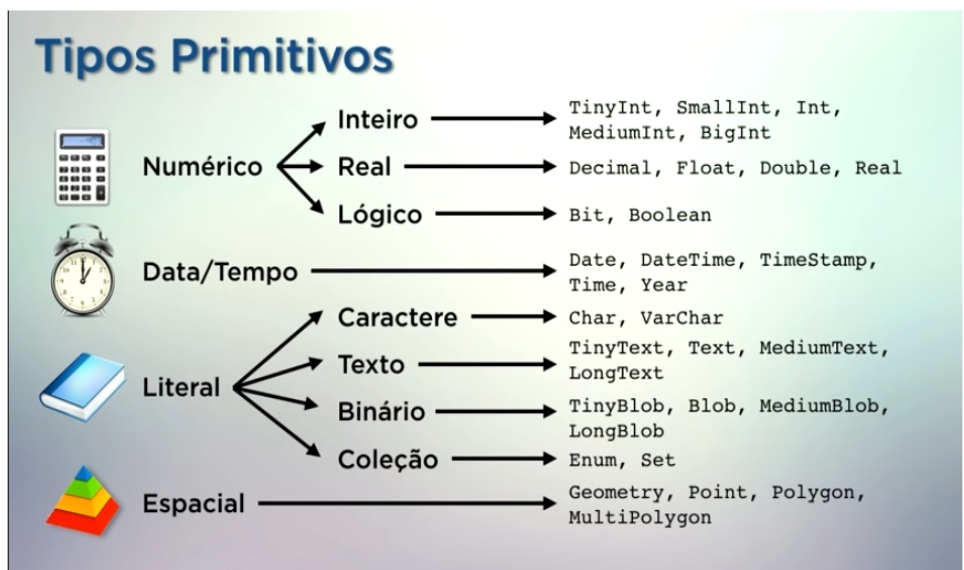 Tipos Primitivos
Numérico
Inteiro
TinyInt, SmallInt, Int,
MediumInt, BigInt
Real
Decimal, Float, Double, Real
Lógico
Bit, Boolean
Data/Tempo
Date, DateTime, TimeStamp,
Time, Year
Literal
Caractere
Char, VarChar
Texto
TinyText, Text, MediumText,
LongText
Binário
TinyBlob, Blob, MediumBlob,
LongBlob
Coleção
Enum, Set
Espacial
Geometry, Point, Polygon,
MultiPolygon